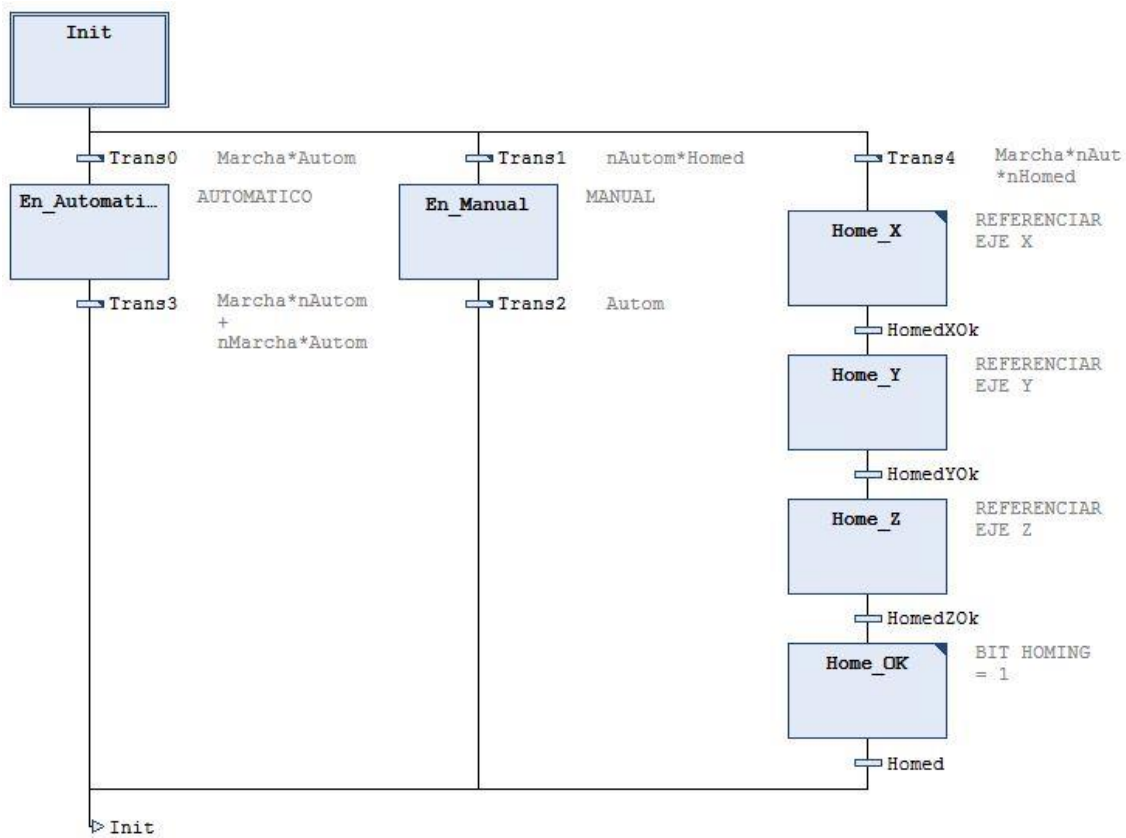 Init
Trans0
Marcha*Autom
Trans1
nAutom*Homed
Trans4
Marcha*nAut
*nHomed
En_Automati...
AUTOMATICO
En_Manual
MANUAL
Home_X
REFERENCIAR
EJE X
Trans3
Marcha*nAutom
+
nMarcha*Autom
Trans2
Autom
HomedXOk
Home_Y
REFERENCIAR
EJE Y
HomedYOk
Home_Z
REFERENCIAR
EJE Z
HomedZOk
Home_OK
BIT HOMING
= 1
Homed
Init